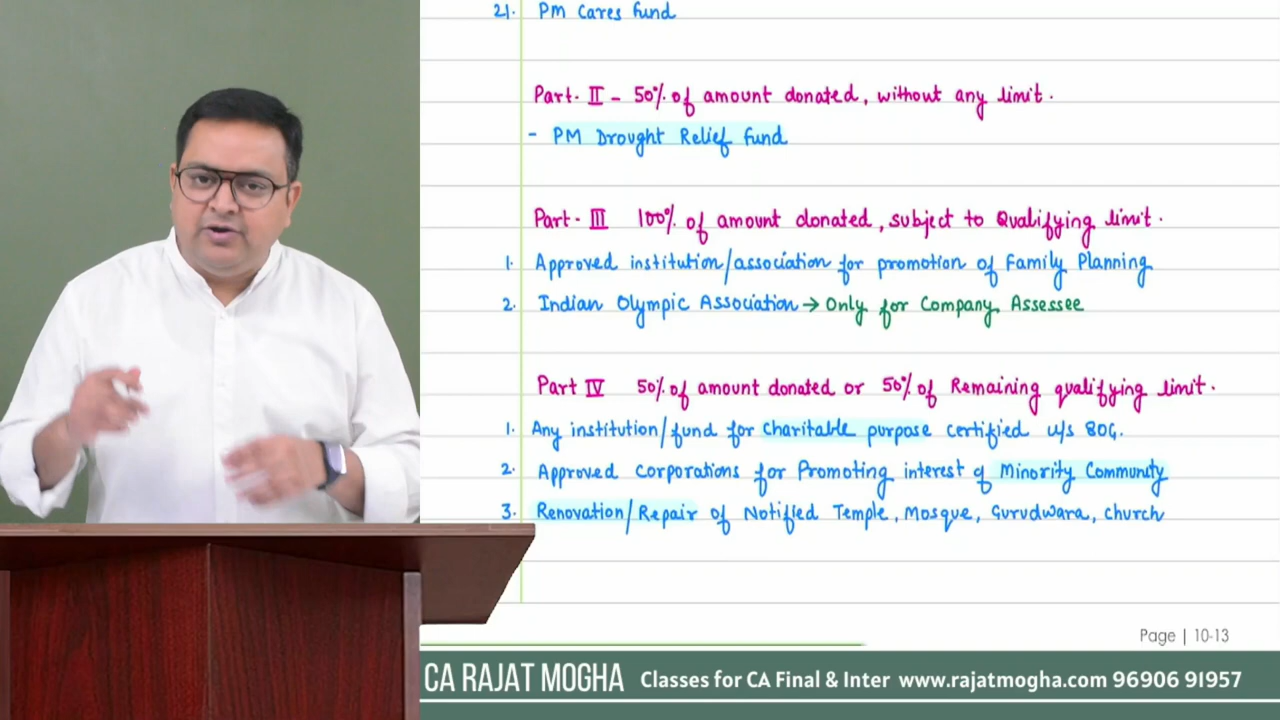 21. PM Cares fund
Part- II - 50% of amount donated, without any limit.
- PM Drought Relief fund
Part- III 100% of amount donated, subject to Qualifying limit.
1. Approved institution/association for promotion of Family Planning
2. Indian Olympic Association → Only for Company Assessee
Part IV 50% of amount donated or 50% of Remaining qualifying limit.
1. Any institution/fund for charitable purpose certified u/s 80G.
2. Approved Corporations for Promoting interest of Minority Community
3. Renovation/Repair of Notified Temple, Mosque, Gurudwara, church
Page | 10-13
CA RAJAT MOGHA Classes for CA Final & Inter www.rajatmogha.com 96906 91957